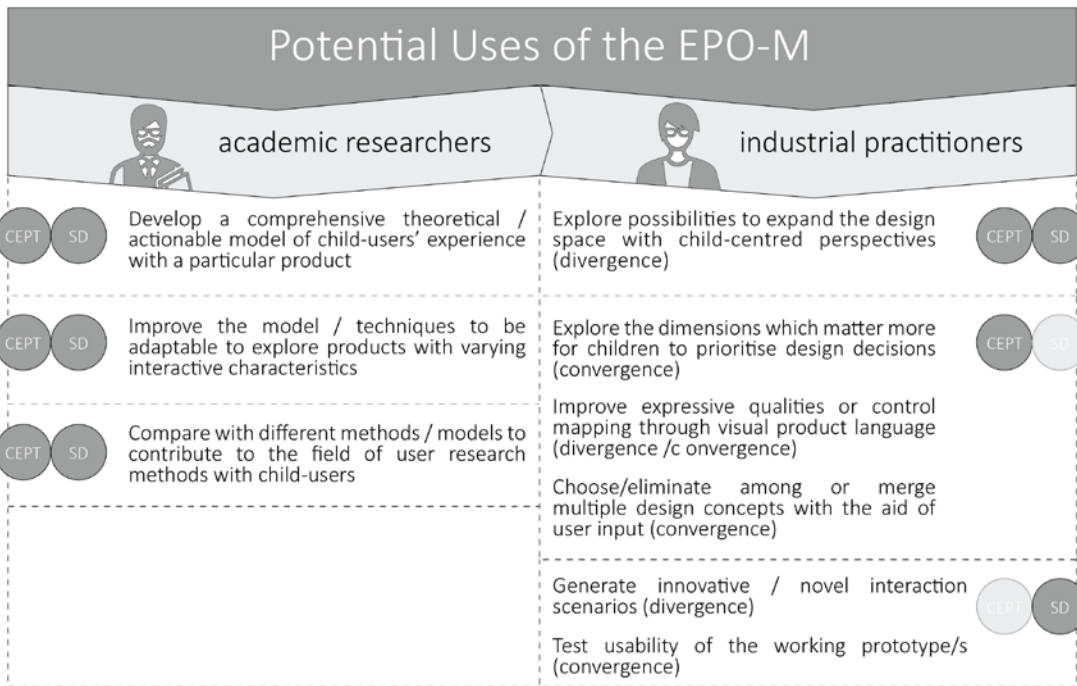 Potential Uses of the EPO-M
academic researchers
industrial practitioners
CEPT SD
Develop a comprehensive theoretical /
actionable model of child-users' experience
with a particular product
CEPT SD
Improve the model / techniques to be
adaptable to explore products with varying
interactive characteristics
CEPT SD
Compare with different methods / models to
contribute to the field of user research
methods with child-users
Explore possibilities to expand the design
space with child-centred perspectives
(divergence)
CEPT SD
Explore the dimensions which matter more
for children to prioritise design decisions
(convergence)
CEPT SD
Improve expressive qualities or control
mapping through visual product language
(divergence /c onvergence)
Choose/eliminate among or merge
multiple design concepts with the aid of
user input (convergence)
Generate innovative / novel interaction
scenarios (divergence)
CEPT SD
Test usability of the working prototype/s
(convergence)